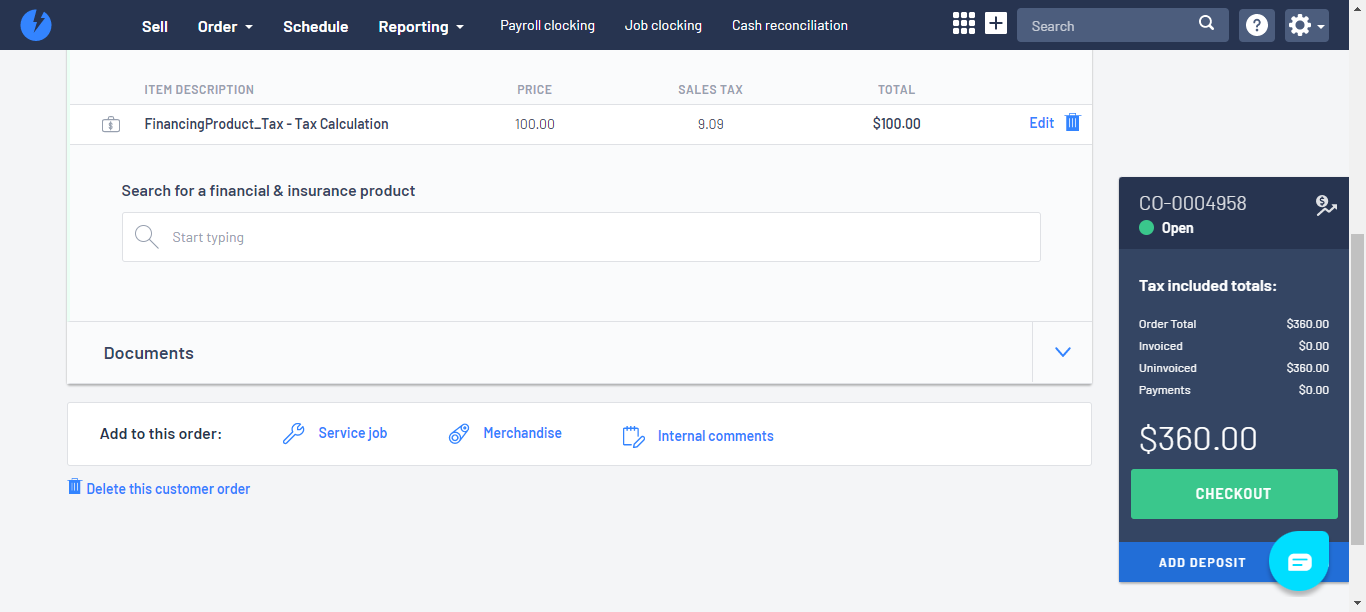 Sell Order Schedule Reporting Payroll clocking Job clocking Cash reconciliation Search ?
ITEM DESCRIPTION PRICE SALES TAX TOTAL
FinancingProduct_Tax - Tax Calculation 100.00 9.09 $100.00 Edit
Search for a financial & insurance product
Start typing
Documents
Add to this order: Service job Merchandise Internal comments
Delete this customer order
CO-0004958
Open
Tax included totals:
Order Total $360.00
Invoiced $0.00
Uninvoiced $360.00
Payments $0.00
$360.00
CHECKOUT
ADD DEPOSIT